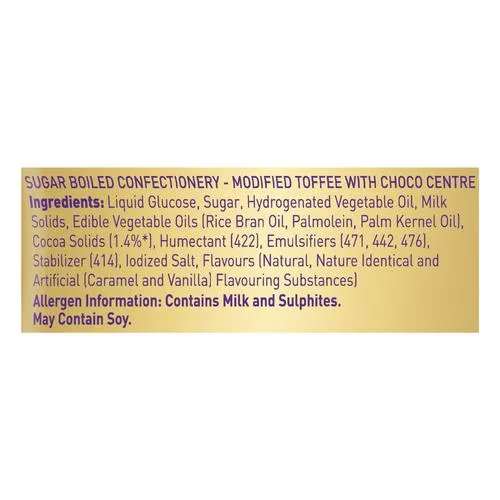 SUGAR BOILED CONFECTIONERY - MODIFIED TOFFEE WITH CHOCO CENTRE
Ingredients: Liquid Glucose, Sugar, Hydrogenated Vegetable Oil, Milk
Solids, Edible Vegetable Oils (Rice Bran Oil, Palmolein, Palm Kernel Oil),
Cocoa Solids (1.4%*), Humectant (422), Emulsifiers (471, 442, 476),
Stabilizer (414), Iodized Salt, Flavours (Natural, Nature Identical and
Artificial (Caramel and Vanilla) Flavouring Substances)
Allergen Information: Contains Milk and Sulphites.
May Contain Soy.